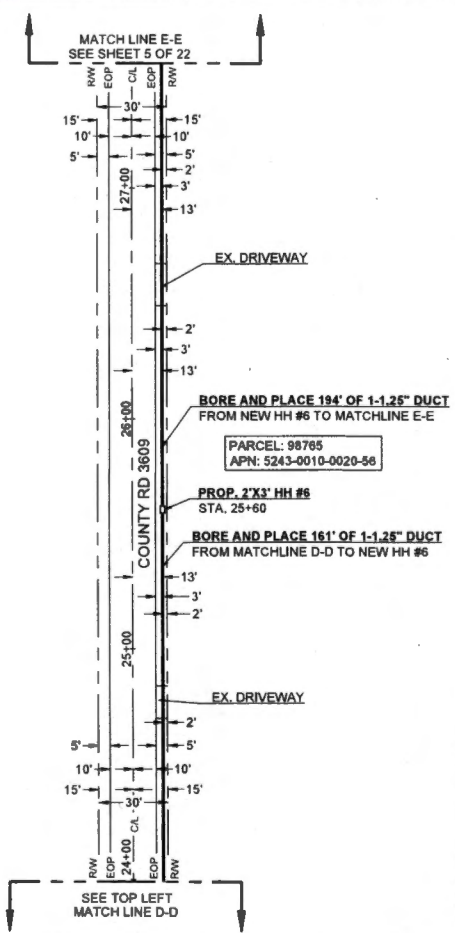 MATCH LINE E-E
SEE SHEET 5 OF 22
R/W
EOP
C/L
EOP
R/W
30'
15'
15'
10'
10'
5'
5'
2'
27+00
3'
13'
EX. DRIVEWAY
2'
3'
13'
BORE AND PLACE 194' OF 1-1.25" DUCT
FROM NEW HH #6 TO MATCHLINE E-E
26+00
PARCEL: 98765
APN: 5243-0010-0020-56
COUNTY RD 3609
PROP. 2'X3' HH #6
STA. 25+60
BORE AND PLACE 161' OF 1-1.25" DUCT
FROM MATCHLINE D-D TO NEW HH #6
13'
3'
2'
25+00
EX. DRIVEWAY
2'
5'
5'
10'
10'
15'
15'
30'
C/L
24+00
R/W
EOP
EOP
R/W
SEE TOP LEFT
MATCH LINE D-D